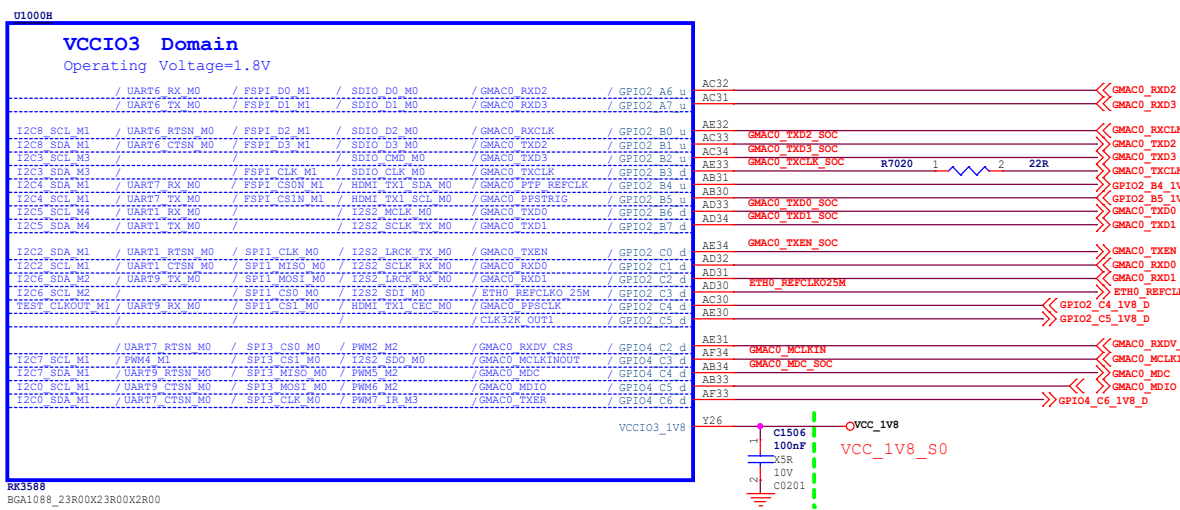 U1000H
VCCIO3 Domain
Operating Voltage=1.8V
/ UART6_RX_M0 / FSPI_D0_M1 / SDIO_D0_M0 / GMAC0_RXD2 / GPIO2_A6_u AC32 GMAC0_RXD2
/ UART6_TX_M0 / FSPI_D1_M1 / SDIO_D1_M0 / GMAC0_RXD3 / GPIO2_A7_u AC31 GMAC0_RXD3
I2C8_SCL_M1 / UART6_RTSN_M0 / FSPI_D2_M1 / SDIO_D2_M0 / GMAC0_RXCLK / GPIO2_B0_u AE32 GMAC0_RXCLK
I2C8_SDA_M1 / UART6_CTSN_M0 / FSPI_D3_M1 / SDIO_D3_M0 / GMAC0_TXD2 / GPIO2_B1_u AC33 GMAC0_TXD2_SOC GMAC0_TXD2
I2C3_SCL_M3 / / SDIO_CMD_M0 / GMAC0_TXD3 / GPIO2_B2_u AC34 GMAC0_TXD3_SOC GMAC0_TXD3
I2C3_SDA_M3 / / FSPI_CLK_M1 / SDIO_CLK_M0 / GMAC0_TXCLK / GPIO2_B3_d AE33 GMAC0_TXCLK_SOC R7020 1 2 22R GMAC0_TXCLK
I2C4_SDA_M1 / UART7_RX_M0 / FSPI_CS0N_M1 / HDMI_TX1_SDA_M0 / GMAC0_PTP_REFCLK / GPIO2_B4_u AB31 GPIO2_B4_1V
I2C4_SCL_M1 / UART7_TX_M0 / FSPI_CS1N_M1 / HDMI_TX1_SCL_M0 / GMAC0_PPSTRIG / GPIO2_B5_u AB30 GPIO2_B5_1V
I2C5_SCL_M4 / UART1_RX_M0 / / I2S2_MCLK_M0 / GMAC0_TXD0 / GPIO2_B6_d AD33 GMAC0_TXD0_SOC GMAC0_TXD0
I2C5_SDA_M4 / UART1_TX_M0 / / I2S2_SCLK_TX_M0 / GMAC0_TXD1 / GPIO2_B7_d AD34 GMAC0_TXD1_SOC GMAC0_TXD1
I2C2_SDA_M1 / UART1_RTSN_M0 / SPI1_CLK_M0 / I2S2_LRCK_TX_M0 / GMAC0_TXEN / GPIO2_C0_d AE34 GMAC0_TXEN_SOC GMAC0_TXEN
I2C2_SCL_M1 / UART1_CTSN_M0 / SPI1_MISO_M0 / I2S2_SCLK_RX_M0 / GMAC0_RXD0 / GPIO2_C1_d AD32 GMAC0_RXD0
I2C6_SDA_M2 / UART9_TX_M0 / SPI1_MOSI_M0 / I2S2_LRCK_RX_M0 / GMAC0_RXD1 / GPIO2_C2_d AD31 GMAC0_RXD1
I2C6_SCL_M2 / / SPI1_CS0_M0 / I2S2_SDI_M0 / ETH0_REFCLKO_25M / GPIO2_C3_d AD30 ETH0_REFCLKO25M ETH0_REFCL
TEST_CLKOUT_M1 / UART9_RX_M0 / SPI1_CS1_M0 / HDMI_TX1_CEC_M0 / GMAC0_PPSCLK / GPIO2_C4_d AC30 GPIO2_C4_1V8_D
/ / / /CLK32K_OUT1 / GPIO2_C5_d AE30 GPIO2_C5_1V8_D
/UART7_RTSN_M0 / SPI3_CS0_M0 / PWM2_M2 /GMAC0_RXDV_CRS / GPIO4_C2_d AE31 GMAC0_RXDV_
I2C7_SCL_M1 /PWM4_M1 / SPI3_CS1_M0 / I2S2_SDO_M0 /GMAC0_MCLKINOUT / GPIO4_C3_d AF34 GMAC0_MCLKIN GMAC0_MCLKI
I2C7_SDA_M1 / UART9_RTSN_M0 / SPI3_MISO_M0 / PWM5_M2 / GMAC0_MDC / GPIO4_C4_d AB34 GMAC0_MDC_SOC GMAC0_MDC
I2C0_SCL_M1 / UART9_CTSN_M0 / SPI3_MOSI_M0 / PWM6_M2 / GMAC0_MDIO / GPIO4_C5_d AB33 GMAC0_MDIO
I2C0_SDA_M1 / UART7_CTSN_M0 / SPI3_CLK_M0 / PWM7_IR_M3 / GMAC0_TXER / GPIO4_C6_d AF33 GPIO4_C6_1V8_D
VCCIO3_1V8 Y26 VCC_1V8
1 C1506
100nF VCC_1V8_S0
X5R
10V
2 C0201
RK3588
BGA1088_23R00X23R00X2R00